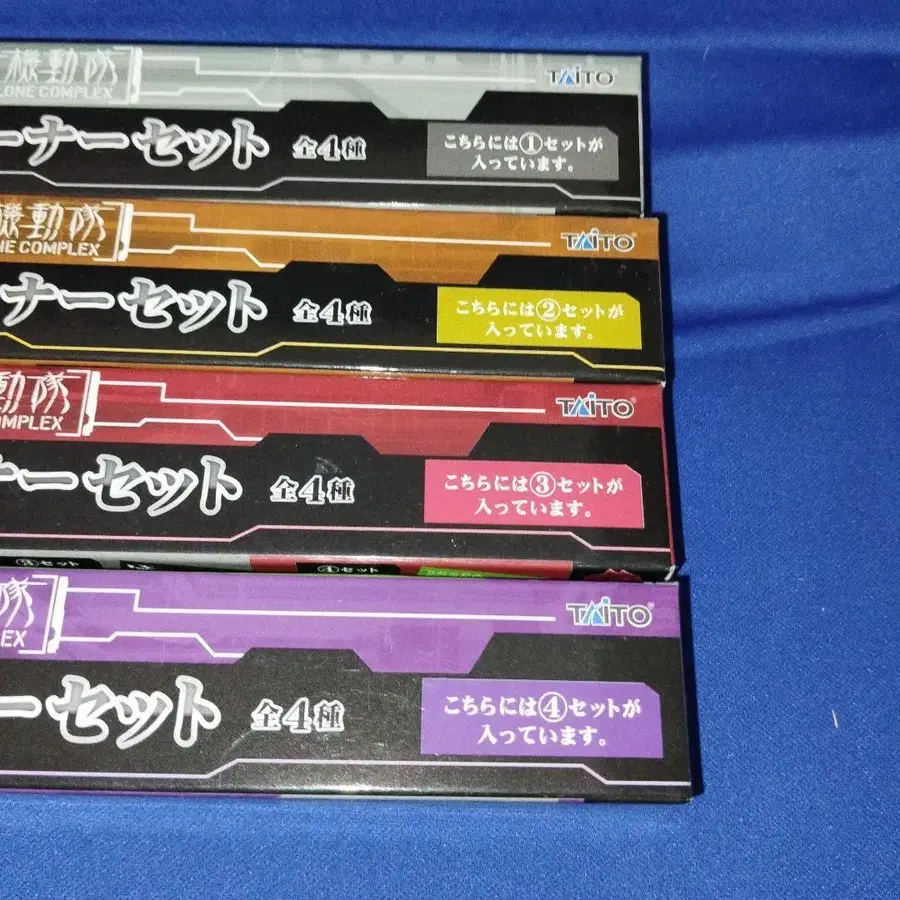 機動隊
LONE COMPLEX
TAITO
ーナーセット 全4種
こちらには①セットが
入っています。
機動隊
NE COMPLEX
TAITO
ナーセット 全4種
こちらには②セットが
入っています。
動隊
OMPLEX
TAITO
ナーセット 全4種
こちらには③セットが
入っています。
③セット
④セット
隊
EX
TAITO
ーセット 全4種
こちらには④セットが
入っています。